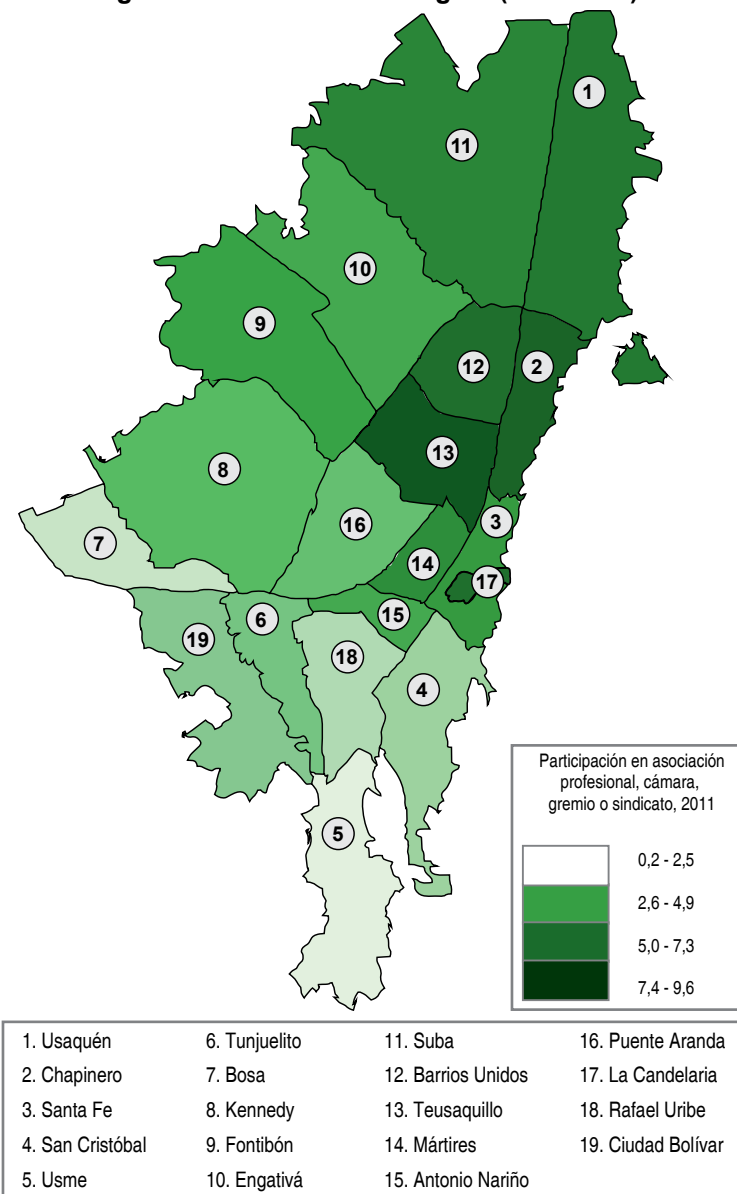 1
11
10
9
12
2
13
8
3
16
7
14
17
15
6
19
18
4
5
Participación en asociación
profesional, cámara,
gremio o sindicato, 2011
0,2 - 2,5
2,6 - 4,9
5,0 - 7,3
7,4 - 9,6
1. Usaquén
2. Chapinero
3. Santa Fe
4. San Cristóbal
5. Usme
6. Tunjuelito
7. Bosa
8. Kennedy
9. Fontibón
10. Engativá
11. Suba
12. Barrios Unidos
13. Teusaquillo
14. Mártires
15. Antonio Nariño
16. Puente Aranda
17. La Candelaria
18. Rafael Uribe
19. Ciudad Bolívar